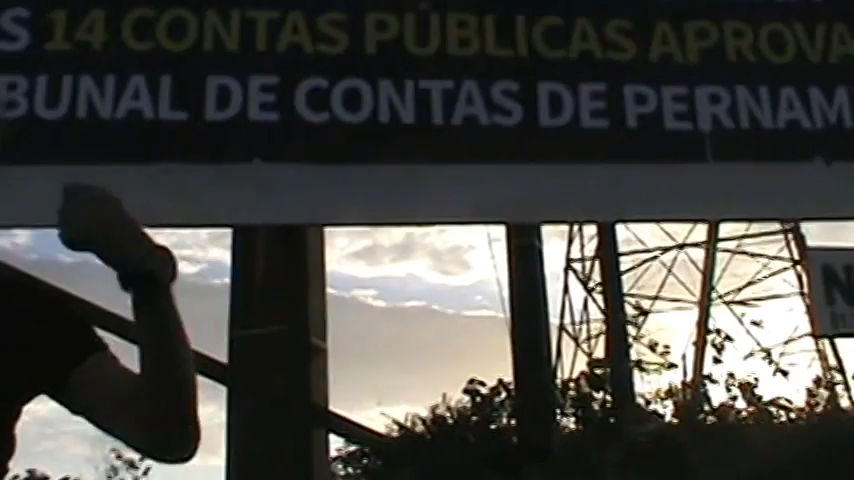 S 14 CONTAS PÚBLICAS APROVA
BUNAL DE CONTAS DE PERNAM
N